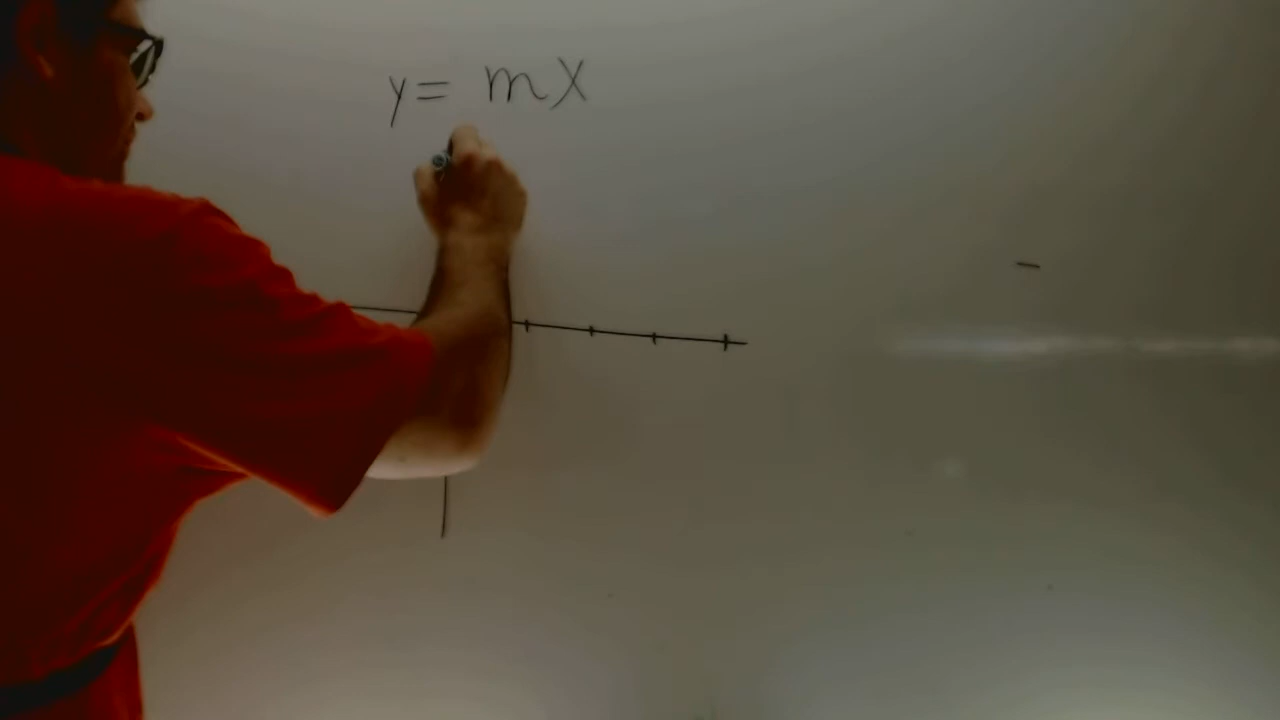 y = mx